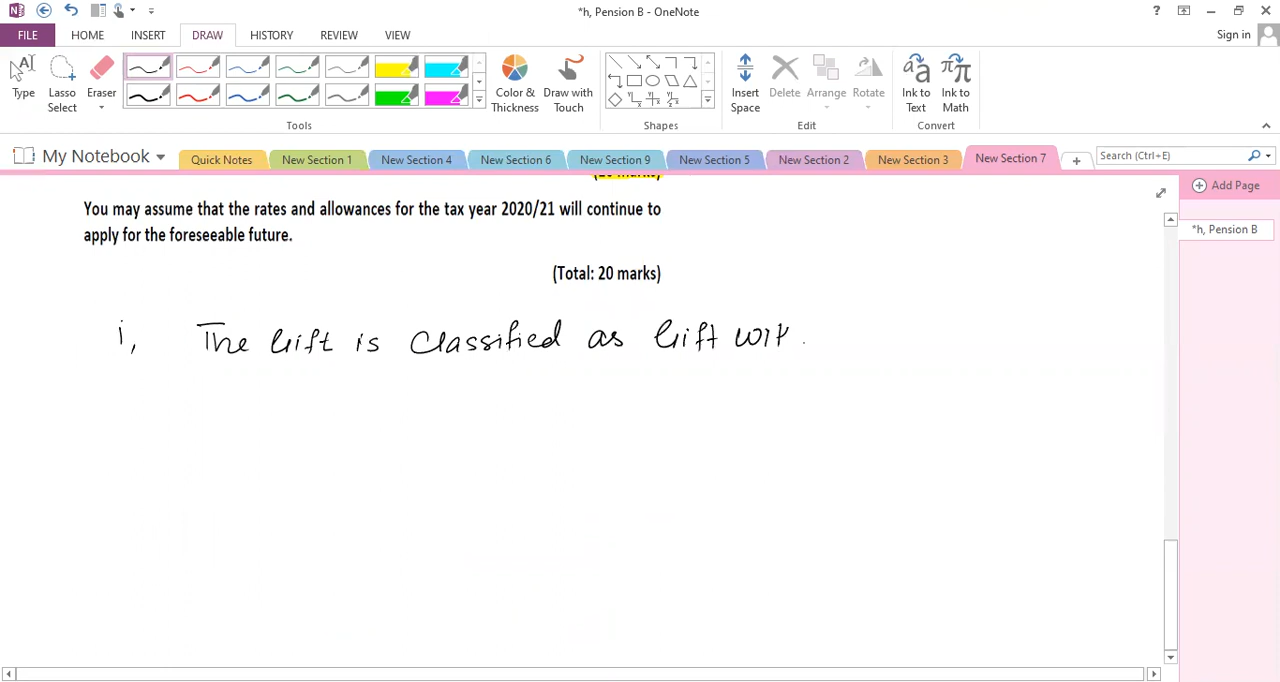 *h, Pension B - OneNote
? 
FILE HOME INSERT DRAW HISTORY REVIEW VIEW Sign in
Type Lasso Select Eraser Color & Thickness Draw with Touch Insert Space Delete Arrange Rotate Ink to Text Ink to Math
Tools Shapes Edit Convert
My Notebook Quick Notes New Section 1 New Section 4 New Section 6 New Section 9 New Section 5 New Section 2 New Section 3 New Section 7 Search (Ctrl+E)
Add Page
*h, Pension B
You may assume that the rates and allowances for the tax year 2020/21 will continue to
apply for the foreseeable future.
(Total: 20 marks)
i, The Gift is Classified as Gift wit